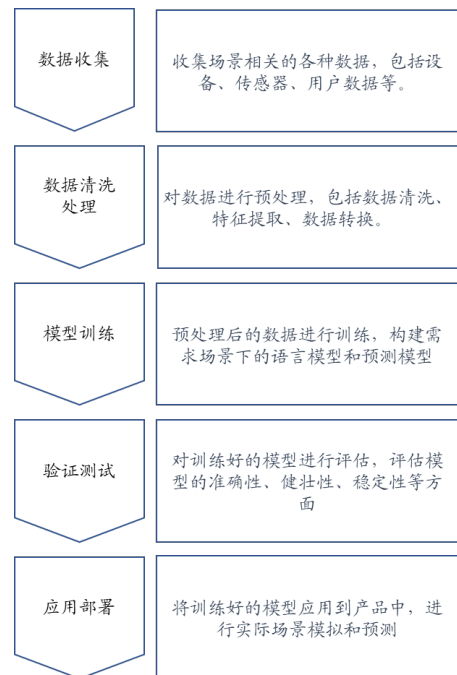 数据收集
收集场景相关的各种数据，包括设
备、传感器、用户数据等。
数据清洗
处理
对数据进行预处理，包括数据清洗、
特征提取、数据转换。
模型训练
预处理后的数据进行训练，构建需
求场景下的语言模型和预测模型
验证测试
对训练好的模型进行评估，评估模
型的准确性、健壮性、稳定性等方
面
应用部署
将训练好的模型应用到产品中，进
行实际场景模拟和预测